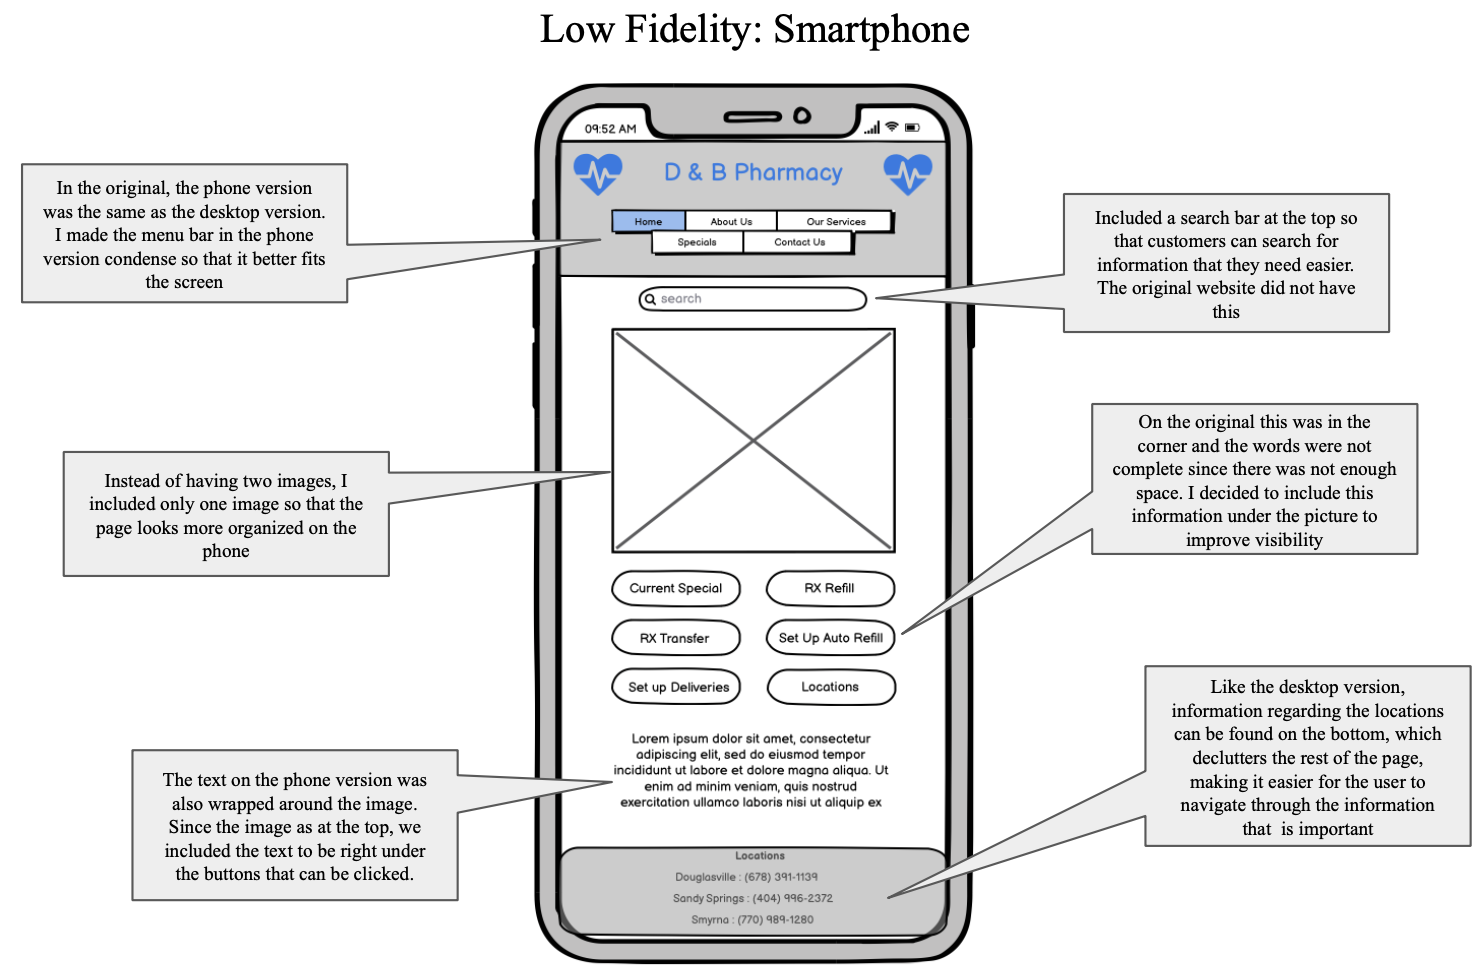 Low Fidelity: Smartphone
09:52 AM
D & B Pharmacy
Home About Us Our Services
Specials Contact Us
search
Current Special RX Refill
RX Transfer Set Up Auto Refill
Set up Deliveries Locations
Lorem ipsum dolor sit amet, consectetur
adipiscing elit, sed do eiusmod tempor
incididunt ut labore et dolore magna aliqua. Ut
enim ad minim veniam, quis nostrud
exercitation ullamco laboris nisi ut aliquip ex
Locations
Douglasville : (678) 391-1139
Sandy Springs : (404) 996-2372
Smyrna : (770) 989-1280
In the original, the phone version
was the same as the desktop version.
I made the menu bar in the phone
version condense so that it better fits
the screen
Instead of having two images, I
included only one image so that the
page looks more organized on the
phone
The text on the phone version was
also wrapped around the image.
Since the image as at the top, we
included the text to be right under
the buttons that can be clicked.
Included a search bar at the top so
that customers can search for
information that they need easier.
The original website did not have
this
On the original this was in the
corner and the words were not
complete since there was not enough
space. I decided to include this
information under the picture to
improve visibility
Like the desktop version,
information regarding the locations
can be found on the bottom, which
declutters the rest of the page,
making it easier for the user to
navigate through the information
that is important